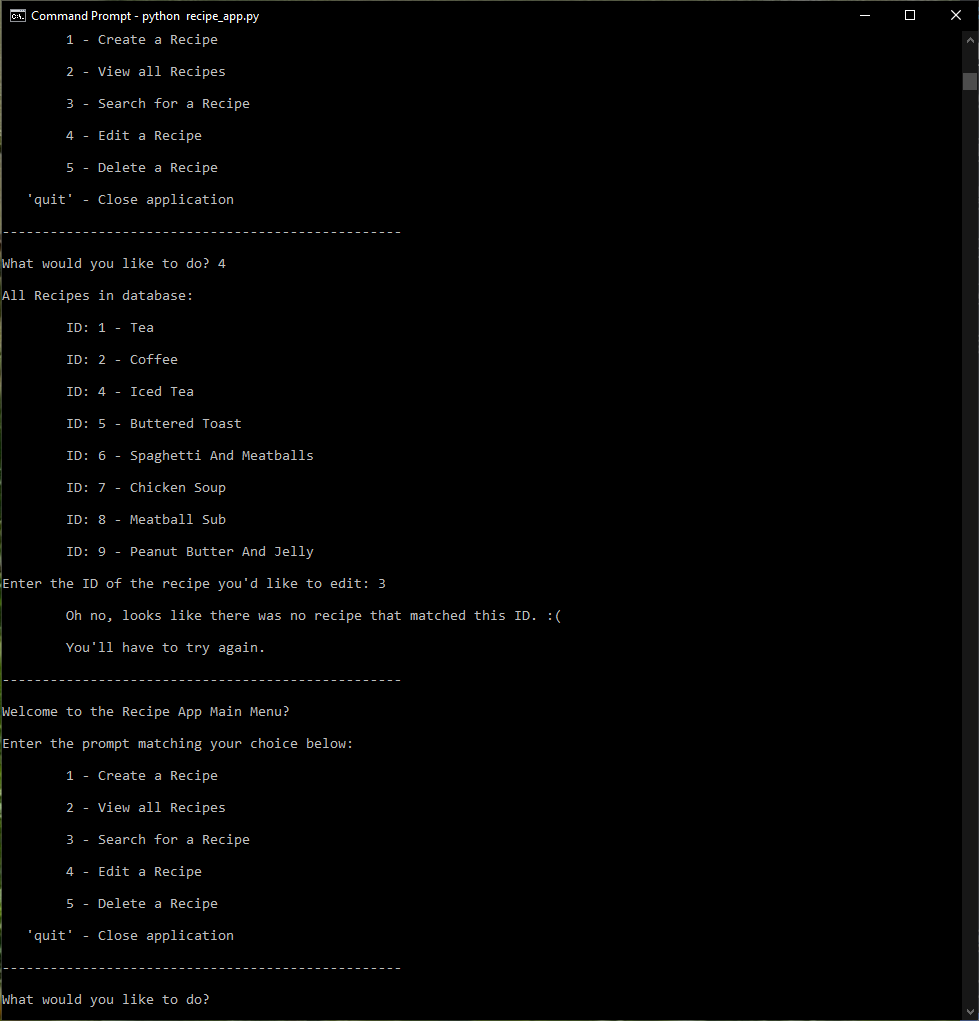 Command Prompt - python  recipe_app.py
1 - Create a Recipe
2 - View all Recipes
3 - Search for a Recipe
4 - Edit a Recipe
5 - Delete a Recipe
'quit' - Close application
--------------------------------------------------
What would you like to do? 4
All Recipes in database:
ID: 1 - Tea
ID: 2 - Coffee
ID: 4 - Iced Tea
ID: 5 - Buttered Toast
ID: 6 - Spaghetti And Meatballs
ID: 7 - Chicken Soup
ID: 8 - Meatball Sub
ID: 9 - Peanut Butter And Jelly
Enter the ID of the recipe you'd like to edit: 3
Oh no, looks like there was no recipe that matched this ID. :(
You'll have to try again.
--------------------------------------------------
Welcome to the Recipe App Main Menu?
Enter the prompt matching your choice below:
1 - Create a Recipe
2 - View all Recipes
3 - Search for a Recipe
4 - Edit a Recipe
5 - Delete a Recipe
'quit' - Close application
--------------------------------------------------
What would you like to do?